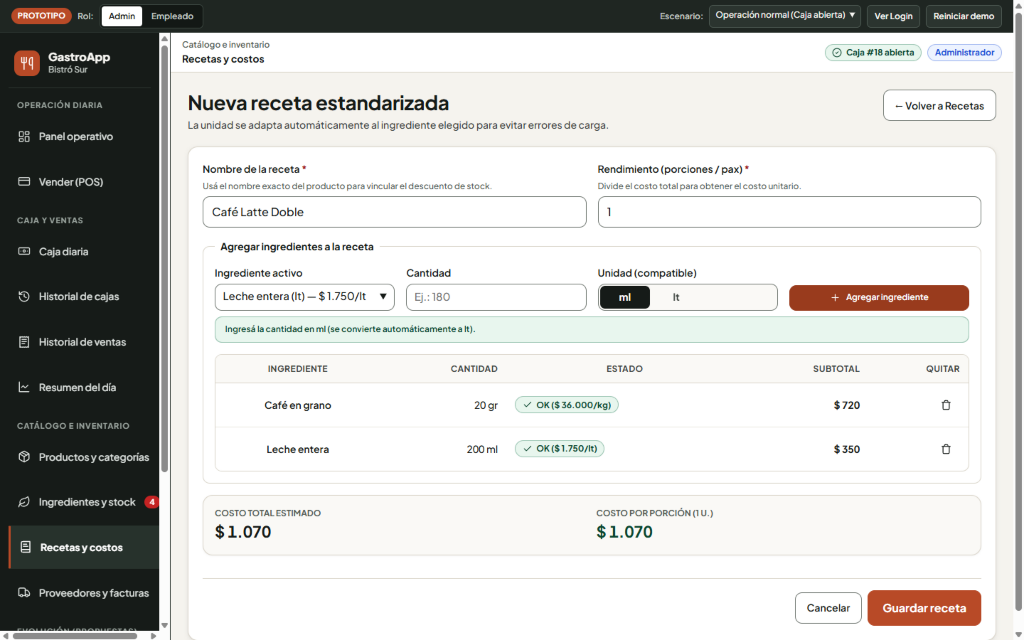 PROTOTIPO Rol: Admin Empleado Escenario: Operación normal (Caja abierta) ▼ Ver Login Reiniciar demo
GastroApp
Bistró Sur
OPERACIÓN DIARIA
Panel operativo
Vender (POS)
CAJA Y VENTAS
Caja diaria
Historial de cajas
Historial de ventas
Resumen del día
CATÁLOGO E INVENTARIO
Productos y categorías
Ingredientes y stock 4
Recetas y costos
Proveedores y facturas
EVOLUCIÓN (PROPUESTAS)
Catálogo e inventario
Recetas y costos
Caja #18 abierta Administrador
Nueva receta estandarizada
La unidad se adapta automáticamente al ingrediente elegido para evitar errores de carga.
← Volver a Recetas
Nombre de la receta * Rendimiento (porciones / pax) *
Usá el nombre exacto del producto para vincular el descuento de stock. Divide el costo total para obtener el costo unitario.
Café Latte Doble 1
Agregar ingredientes a la receta
Ingrediente activo Cantidad Unidad (compatible)
Leche entera (lt) — $ 1.750/lt ▼ Ej.: 180 ml lt + Agregar ingrediente
Ingresá la cantidad en ml (se convierte automáticamente a lt).
INGREDIENTE CANTIDAD ESTADO SUBTOTAL QUITAR
Café en grano 20 gr ✓ OK ($ 36.000/kg) $ 720
Leche entera 200 ml ✓ OK ($ 1.750/lt) $ 350
COSTO TOTAL ESTIMADO COSTO POR PORCIÓN (1 U.)
$ 1.070 $ 1.070
Cancelar Guardar receta